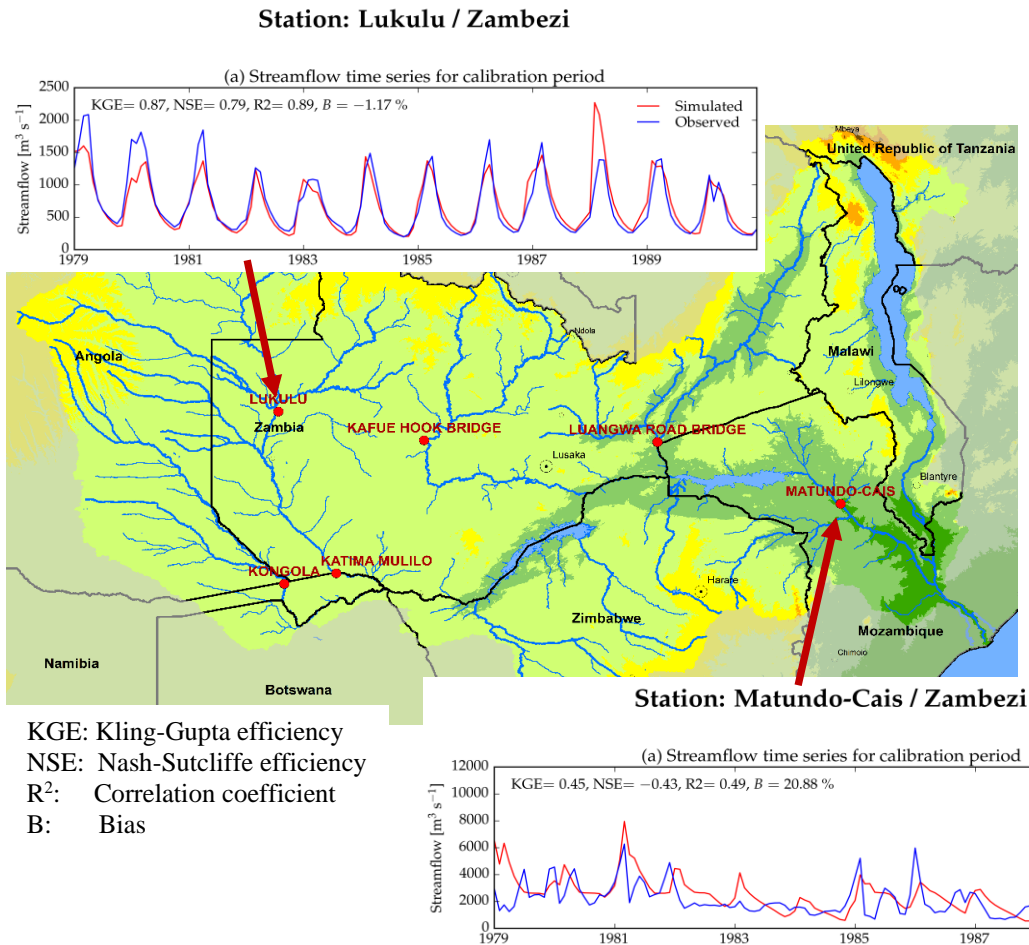 Station: Lukulu / Zambezi
(a) Streamflow time series for calibration period
KGE= 0.87, NSE= 0.79, R2= 0.89, B = −1.17 %
Simulated
Observed
Streamflow [m³ s⁻¹]
2500
2000
1500
1000
500
0
1979 1981 1983 1985 1987 1989
Mbeya
United Republic of Tanzania
Ndola
Angola
Malawi
Lilongwe
LUKULU
Zambia
KAFUE HOOK BRIDGE
LUANGWA ROAD BRIDGE
Lusaka
Blantyre
MATUNDO-CAIS
KATIMA MULILO
KONGOLA
Harare
Zimbabwe
Mozambique
Chimoio
Namibia
Botswana
KGE: Kling-Gupta efficiency
NSE: Nash-Sutcliffe efficiency
R²: Correlation coefficient
B: Bias
Station: Matundo-Cais / Zambezi
(a) Streamflow time series for calibration period
KGE= 0.45, NSE= −0.43, R2= 0.49, B = 20.88 %
Streamflow [m³ s⁻¹]
12000
10000
8000
6000
4000
2000
0
1979 1981 1983 1985 1987